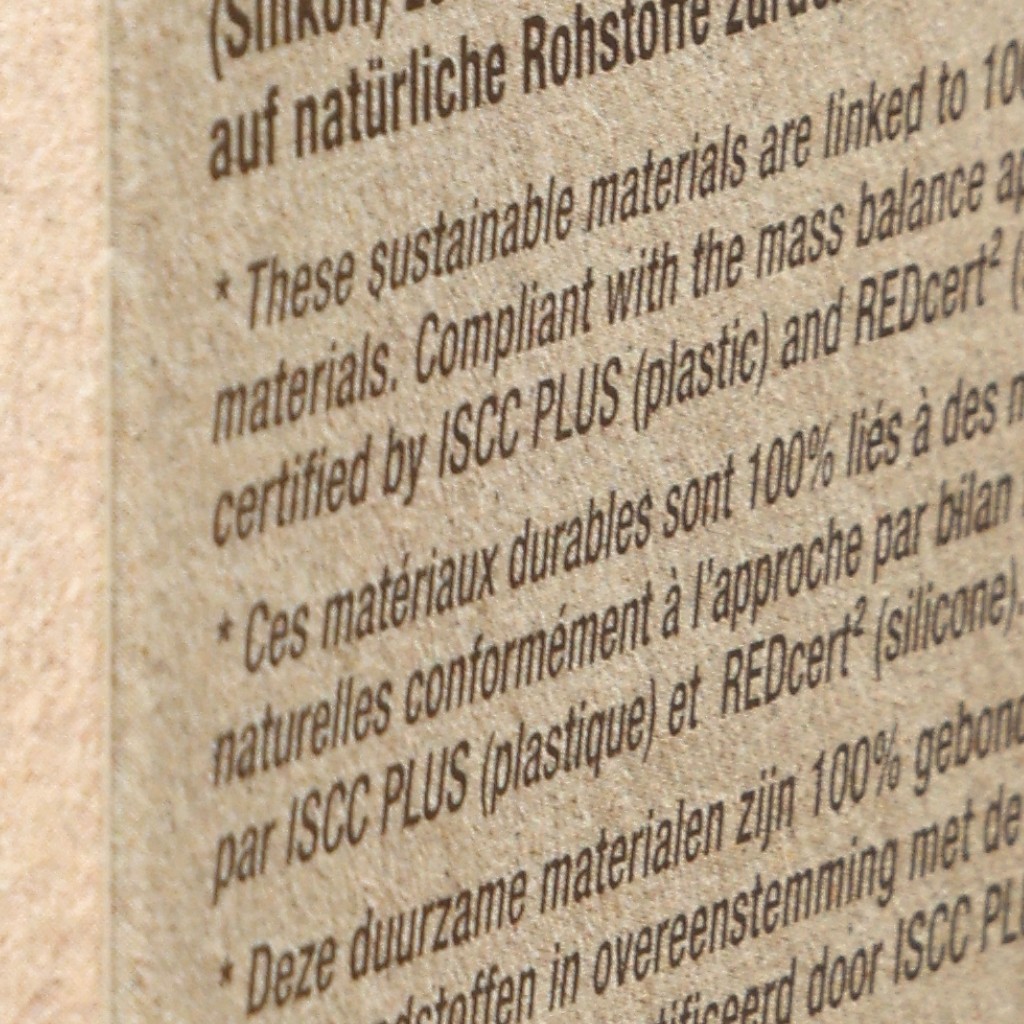 (Silikon)
auf natürliche Rohstoffe
* These sustainable materials are linked to
materials. Compliant with the mass balance
certified by ISCC PLUS (plastic) and REDcert²
* Ces matériaux durables sont 100% liés à des
naturelles conformément à l'approche par bilan
par ISCC PLUS (plastique) et REDcert² (silicone).
* Deze duurzame materialen zijn 100%
in overeenstemming met de
door ISCC